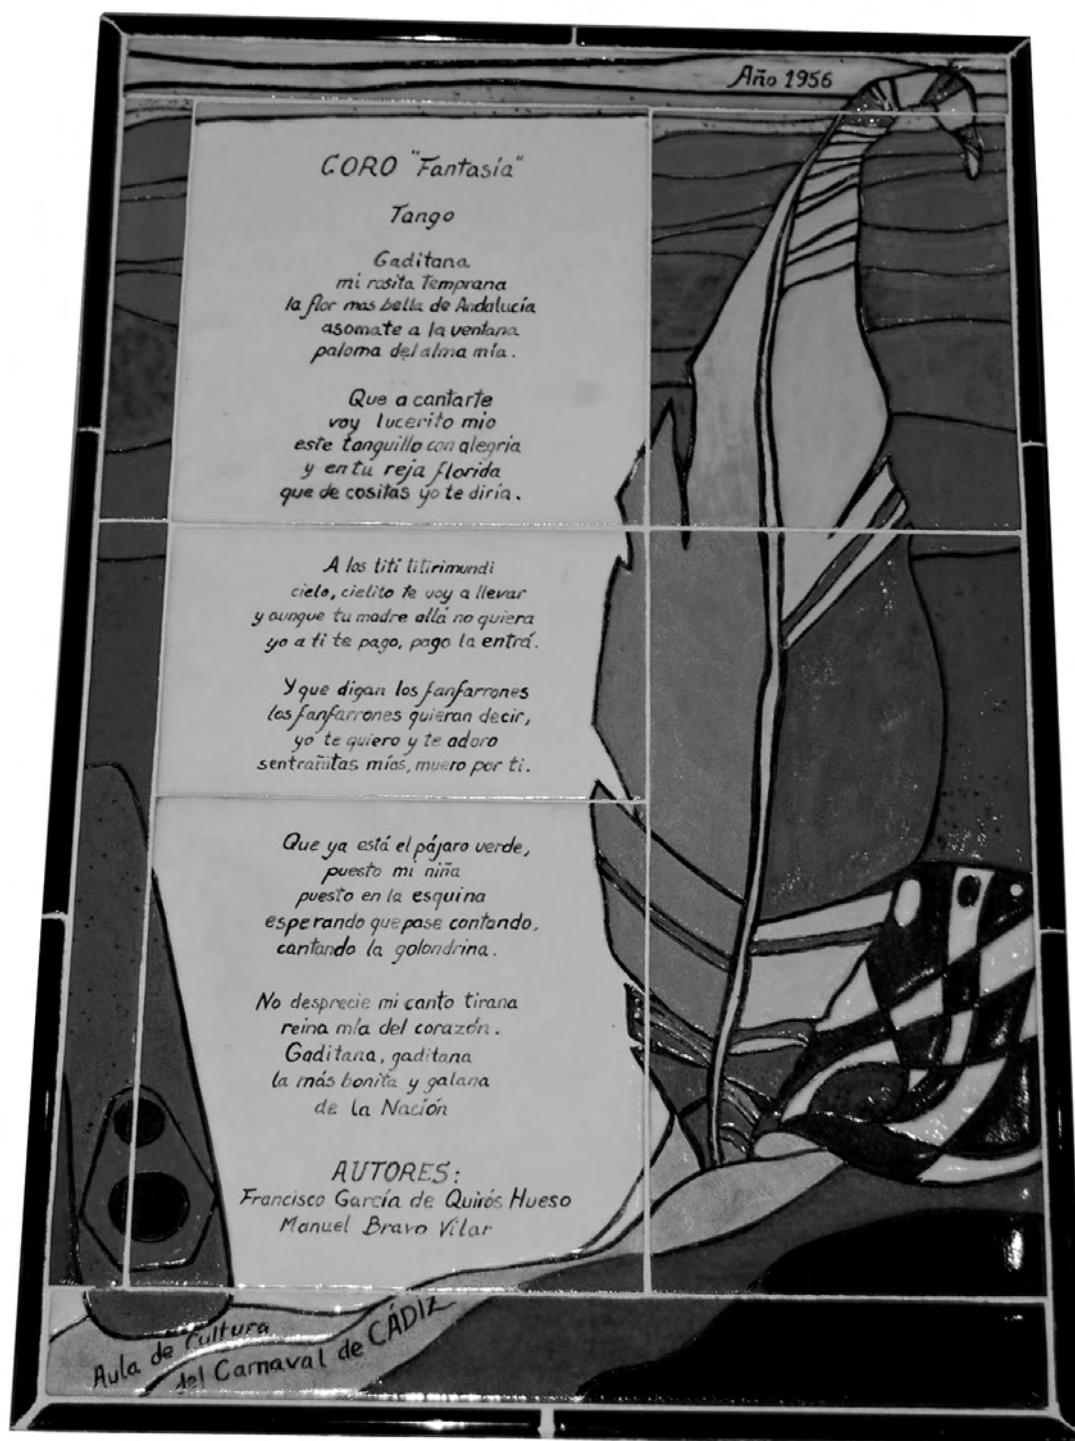 Año 1956
CORO "Fantasía"
Tango
Gaditana
mi rosita temprana
la flor mas bella de Andalucía
asomate a la ventana
paloma del alma mía.
Que a cantarte
voy lucerito mio
este tanguillo con alegria
y en tu reja florida
que de cositas yo te diría.
A los titi titirimundi
cielo, cielito te voy a llevar
y aunque tu madre allá no quiera
yo a ti te pago, pago la entrá.
Y que digan los fanfarrones
los fanfarrones quieran decir,
yo te quiero y te adoro
sentrañitas mías, muero por ti.
Que ya está el pájaro verde,
puesto mi niña
puesto en la esquina
esperando que pase contando,
cantando la golondrina.
No desprecie mi canto tirana
reina mía del corazón.
Gaditana, gaditana
la más bonita y galana
de la Nación
AUTORES:
Francisco García de Quirós Hueso
Manuel Bravo Vilar
Aula de Cultura
del Carnaval de CÁDIZ